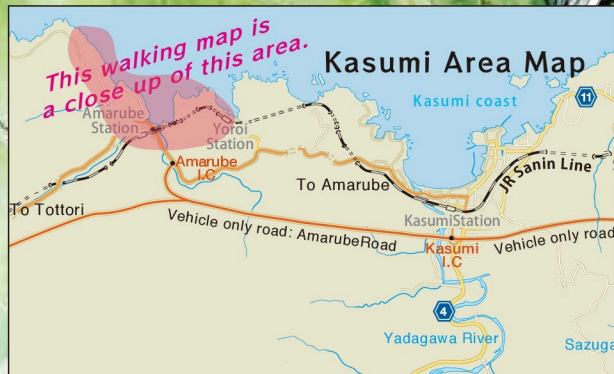 This walking map is
a close up of this area.
Kasumi Area Map
Kasumi coast
11
Amarube
Station
Yoroi
Station
Amarube
I.C
To Amarube
JR Sanin Line
To Tottori
KasumiStation
Vehicle only road: AmarubeRoad
Kasumi
I.C
Vehicle only road
4
Yadagawa River
Sazuga